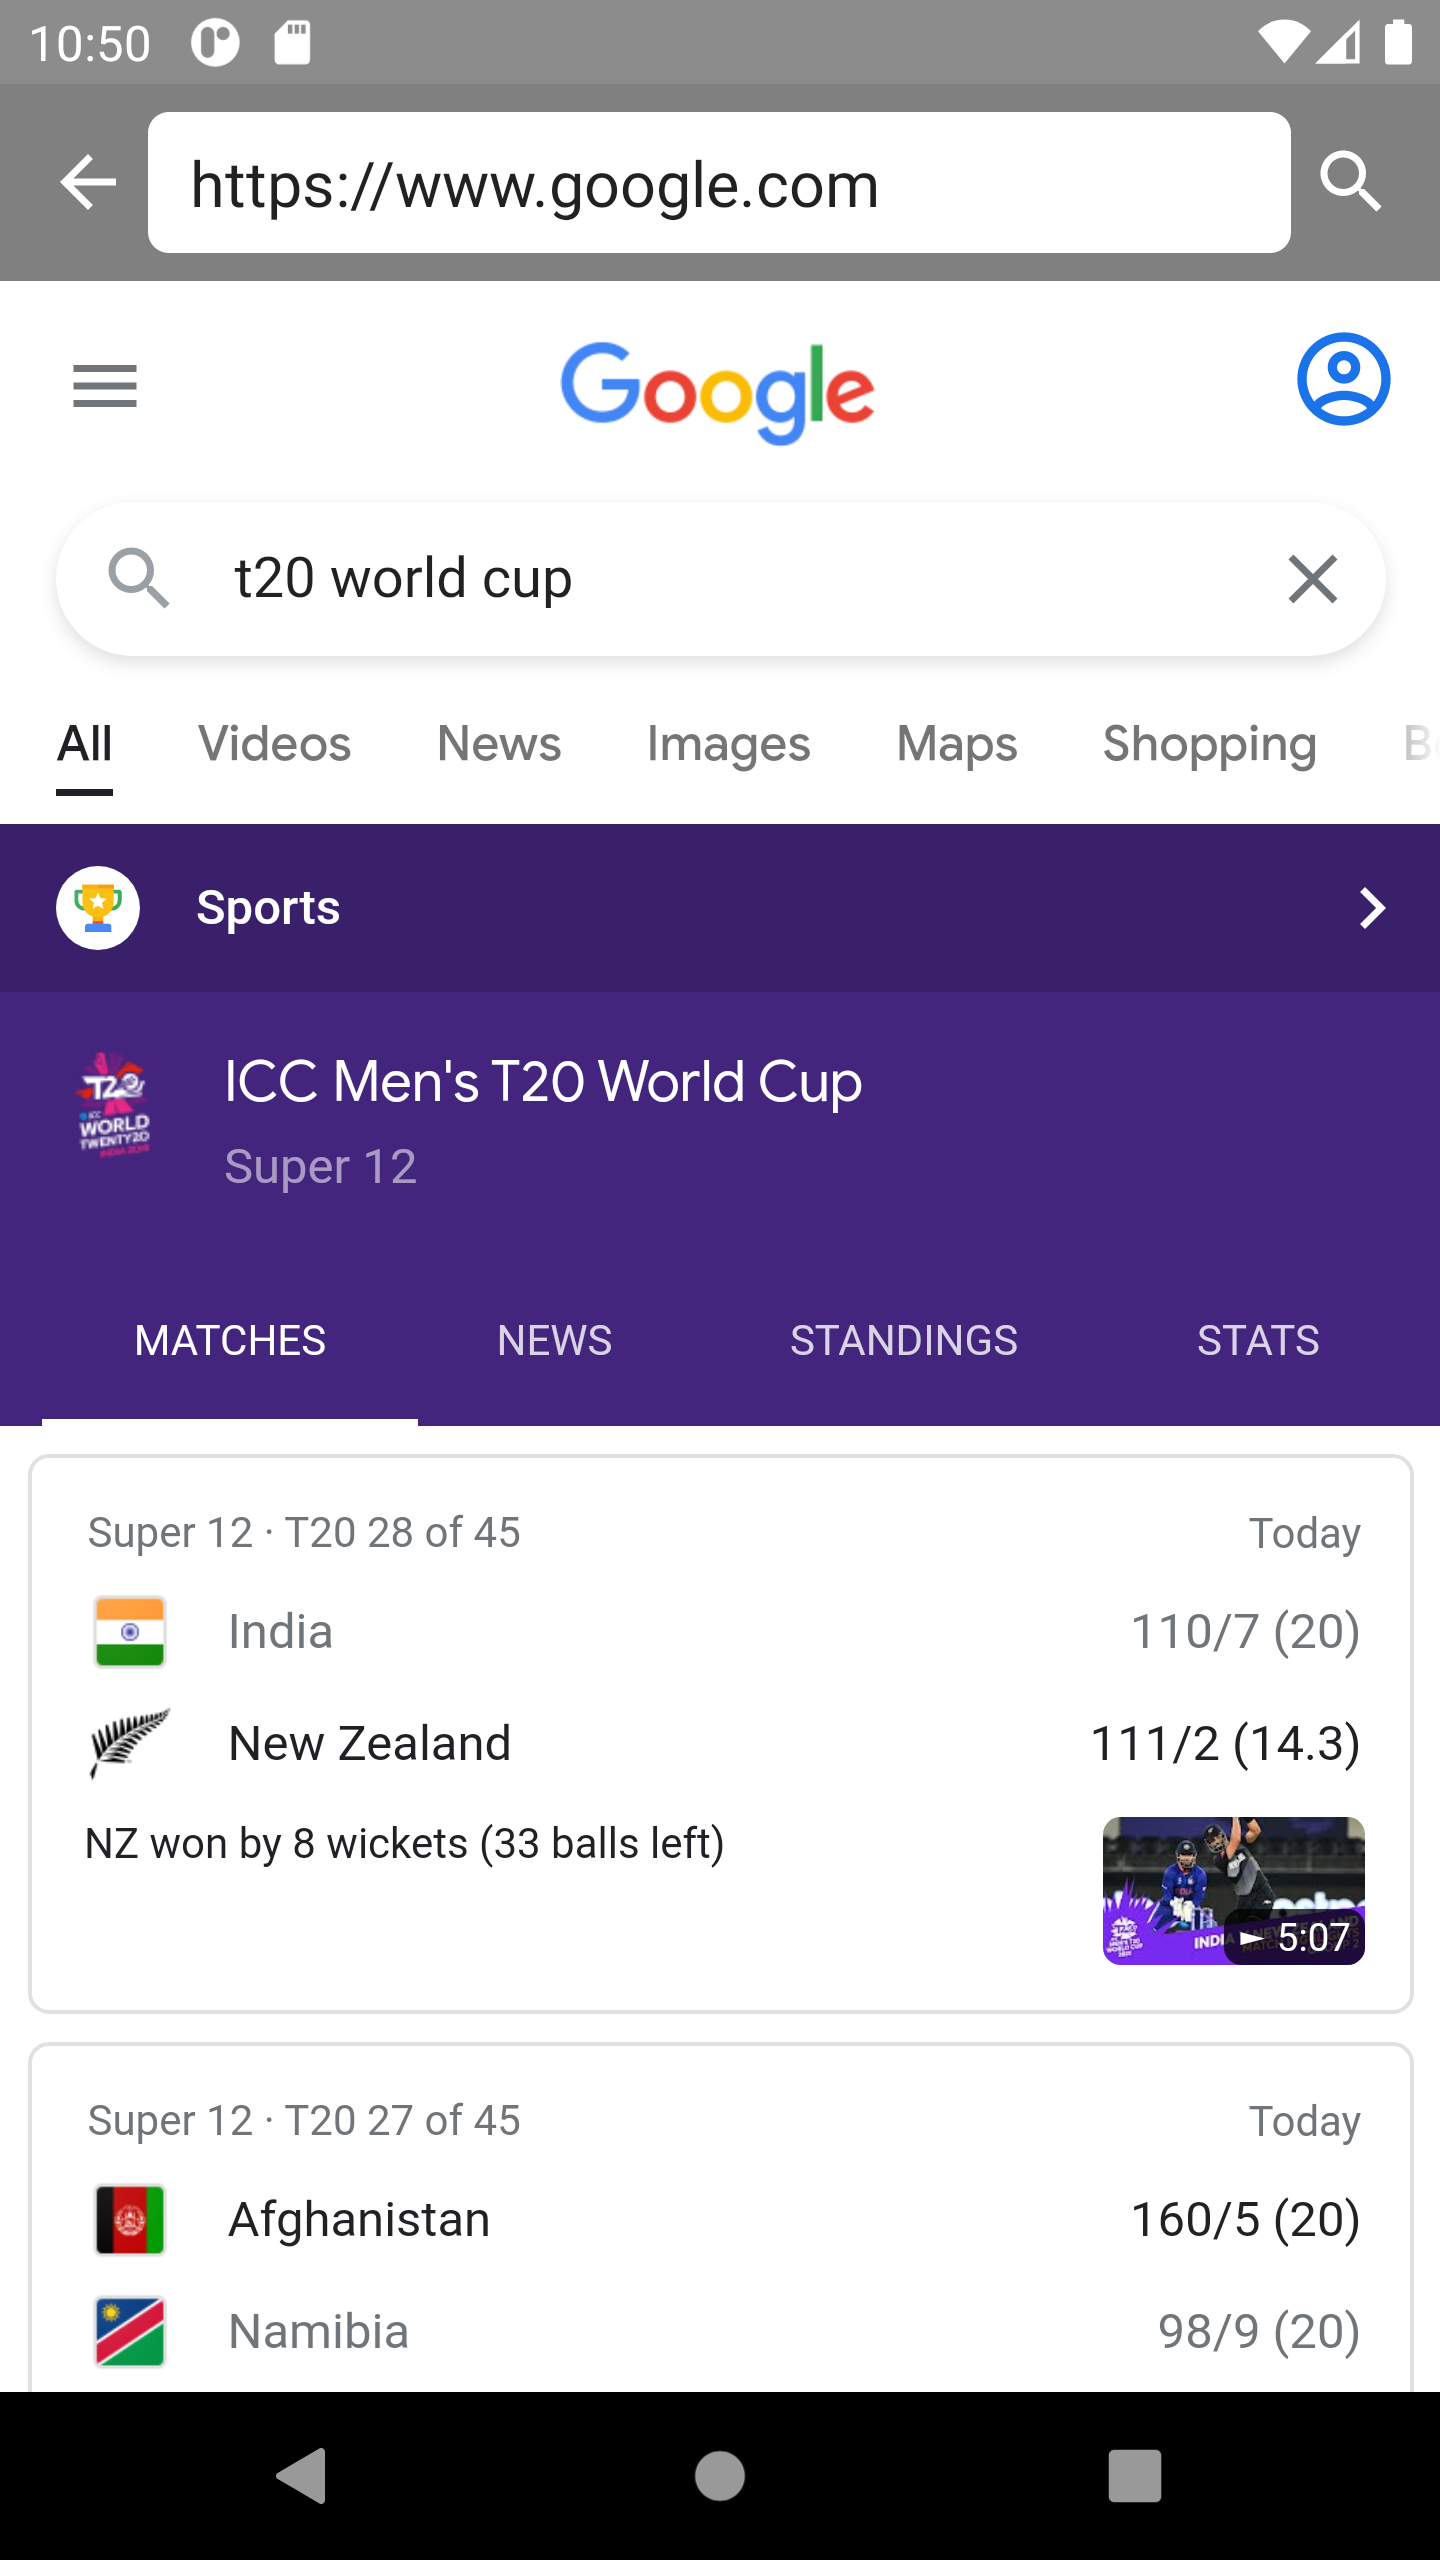 10:50
https://www.google.com
Google
t20 world cup
All Videos News Images Maps Shopping
Sports
ICC Men's T20 World Cup
Super 12
T20
ICC
WORLD
TWENTY20
INDIA 2016
MATCHES NEWS STANDINGS STATS
Super 12 · T20 28 of 45 Today
India 110/7 (20)
New Zealand 111/2 (14.3)
NZ won by 8 wickets (33 balls left)
5:07
Super 12 · T20 27 of 45 Today
Afghanistan 160/5 (20)
Namibia 98/9 (20)